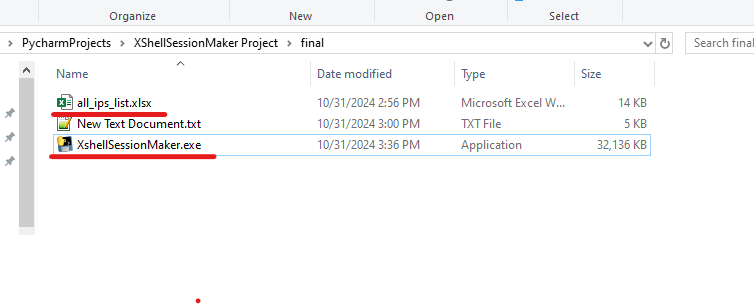 Organize New Open Select
PycharmProjects > XShellSessionMaker Project > final Search final
Name Date modified Type Size
all_ips_list.xlsx 10/31/2024 2:56 PM Microsoft Excel W... 14 KB
New Text Document.txt 10/31/2024 3:00 PM TXT File 5 KB
XshellSessionMaker.exe 10/31/2024 3:36 PM Application 32,136 KB